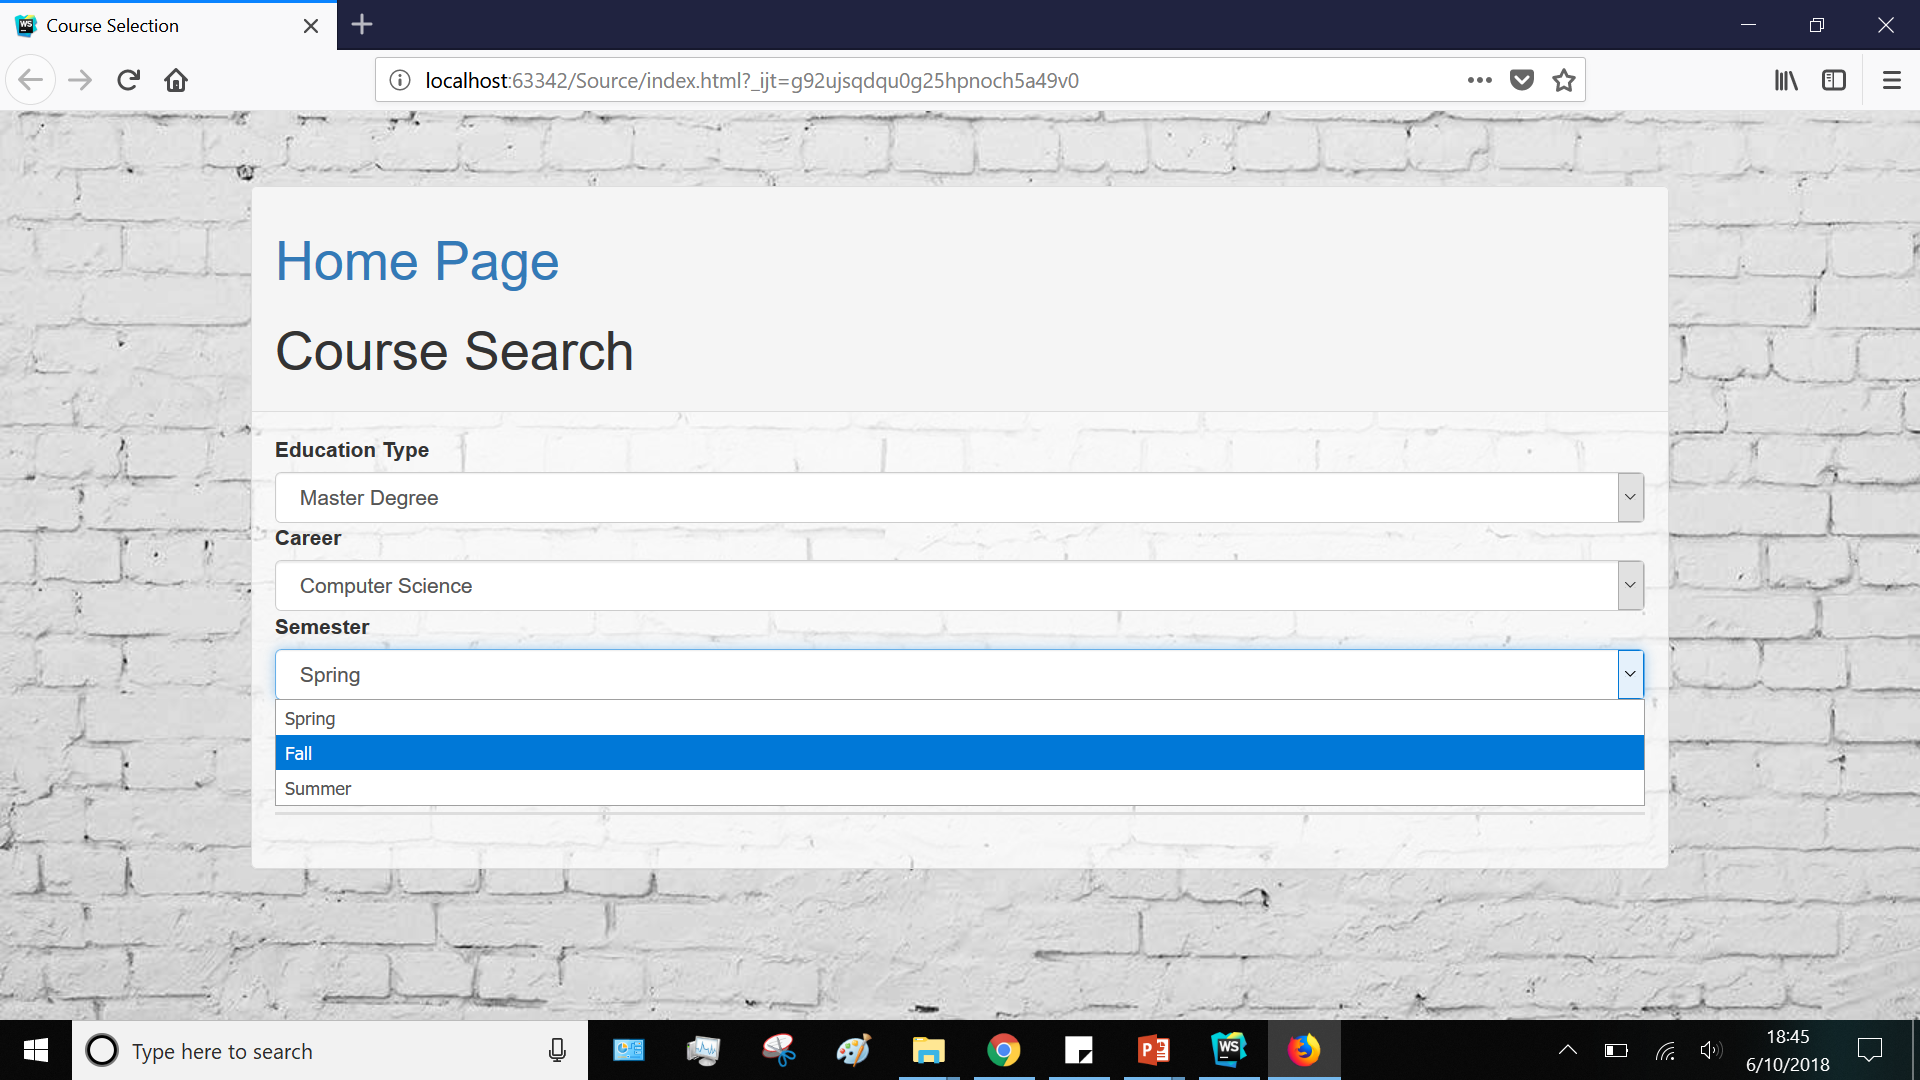 Course Selection
localhost:63342/Source/index.html?_ijt=g92ujsqdqu0g25hpnoch5a49v0
Home Page
Course Search
Education Type
Master Degree
Career
Computer Science
Semester
Spring
Spring
Fall
Summer
Type here to search
18:45
6/10/2018